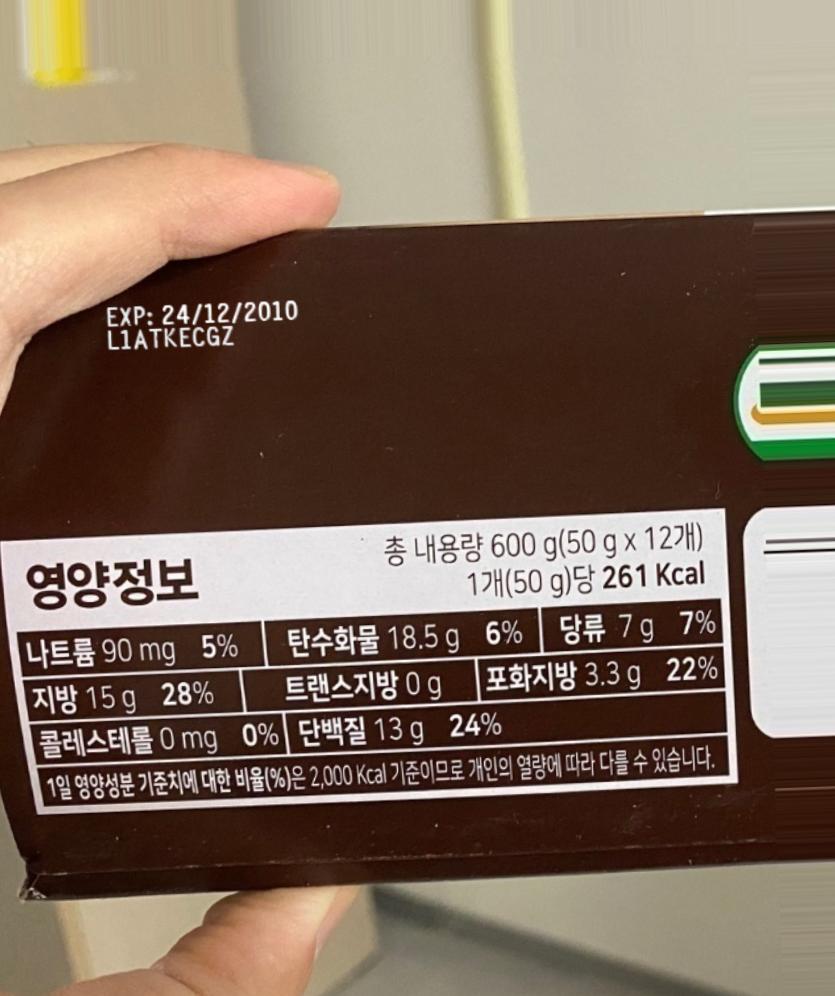 EXP: 24/12/2010
L1ATKECGZ
영양정보
총 내용량 600 g(50 g x 12개)
1개(50 g)당 261 Kcal
나트륨 90 mg 5% 탄수화물 18.5 g 6% 당류 7 g 7%
지방 15 g 28% 트랜스지방 0 g 포화지방 3.3 g 22%
콜레스테롤 0 mg 0% 단백질 13 g 24%
1일 영양성분 기준치에 대한 비율(%)은 2,000 Kcal 기준이므로 개인의 열량에 따라 다를 수 있습니다.